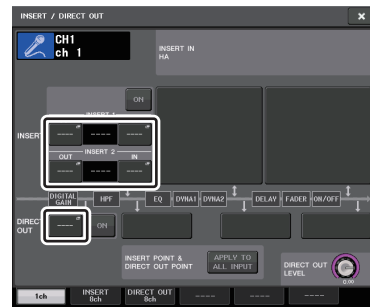 INSERT / DIRECT OUT
CH1
ch 1
INSERT IN
HA
ON
INSERT 1
INSERT
---- ---- ----
OUT INSERT 2 IN
---- ---- ----
DIGITAL GAIN HPF EQ DYNA1 DYNA2 DELAY FADER ON/OFF
DIRECT OUT
---- ON
INSERT POINT &
DIRECT OUT POINT
APPLY TO
ALL INPUT
DIRECT OUT
LEVEL
0.00
1ch
INSERT
8ch
DIRECT OUT
8ch
---- ---- ----